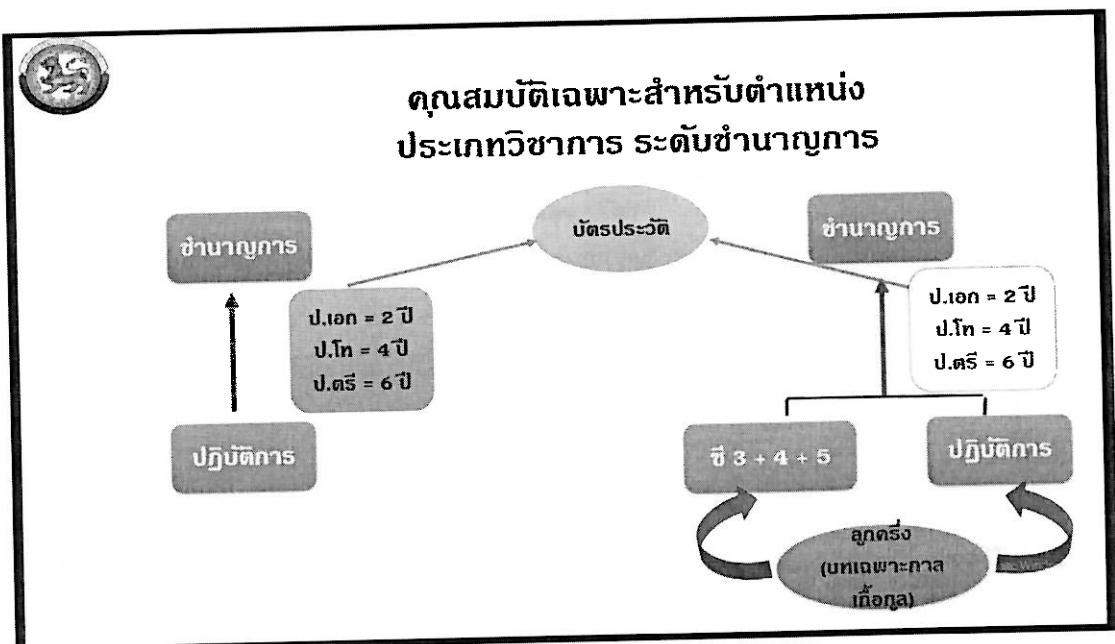 คุณสมบัติเฉพาะสำหรับตำแหน่ง
ประเภทวิชาการ ระดับชำนาญการ
ชำนาญการ
บัตรประวัติ
ชำนาญการ
ป.เอก = 2 ปี
ป.โท = 4 ปี
ป.ตรี = 6 ปี
ป.เอก = 2 ปี
ป.โท = 4 ปี
ป.ตรี = 6 ปี
ปฏิบัติการ
ซี 3 + 4 + 5
ปฏิบัติการ
ลูกครึ่ง
(บทเฉพาะกาล
เกื้อกูล)